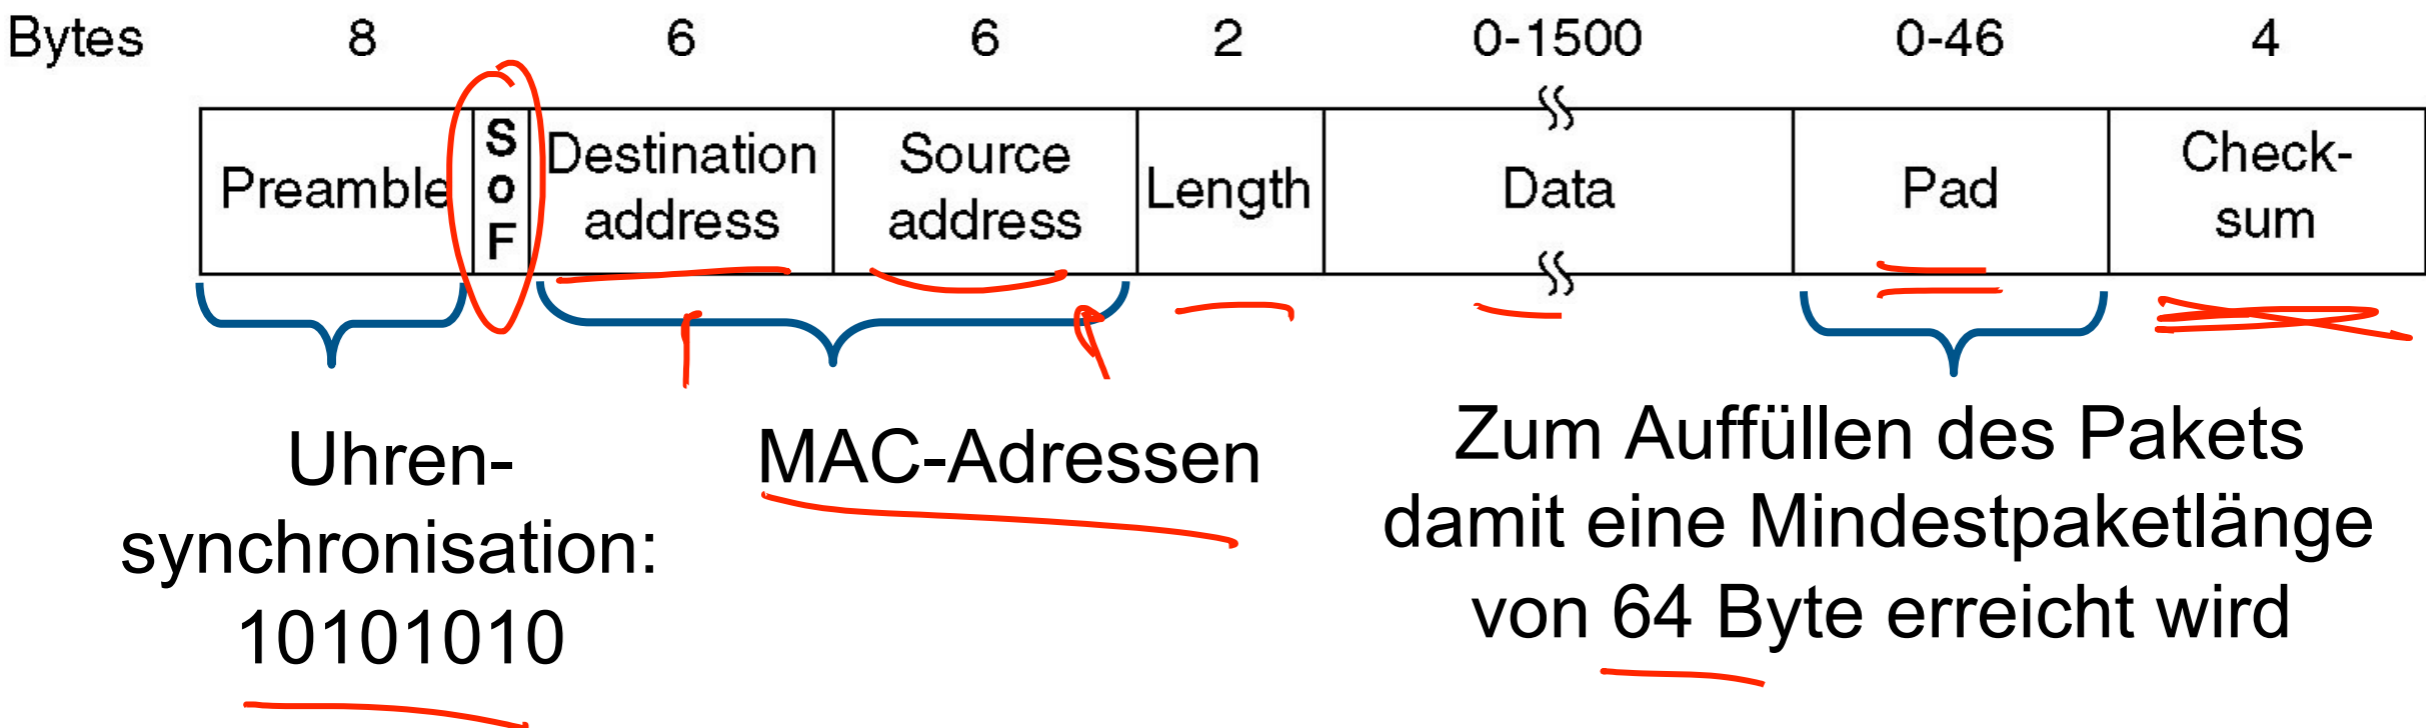 Bytes 8 6 6 2 0-1500 0-46 4
Preamble
S
o
F
Destination
address
Source
address
Length
Data
Pad
Check-
sum
Uhren-
synchronisation:
10101010
MAC-Adressen
Zum Auffüllen des Pakets
damit eine Mindestpaketlänge
von 64 Byte erreicht wird